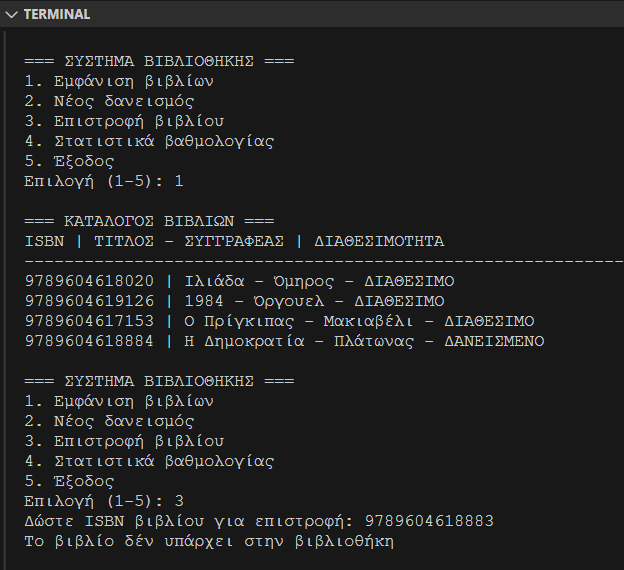 TERMINAL
=== ΣΥΣΤΗΜΑ ΒΙΒΛΙΟΘΗΚΗΣ ===
1. Εμφάνιση βιβλίων
2. Νέος δανεισμός
3. Επιστροφή βιβλίου
4. Στατιστικά βαθμολογίας
5. Έξοδος
Επιλογή (1-5): 1
=== ΚΑΤΑΛΟΓΟΣ ΒΙΒΛΙΩΝ ===
ISBN | ΤΙΤΛΟΣ - ΣΥΓΓΡΑΦΕΑΣ | ΔΙΑΘΕΣΙΜΟΤΗΤΑ
------------------------------------------------------------
9789604618020 | Ιλιάδα - Όμηρος - ΔΙΑΘΕΣΙΜΟ
9789604619126 | 1984 - Όργουελ - ΔΙΑΘΕΣΙΜΟ
9789604617153 | Ο Πρίγκιπας - Μακιαβέλι - ΔΙΑΘΕΣΙΜΟ
9789604618884 | Η Δημοκρατία - Πλάτωνας - ΔΑΝΕΙΣΜΕΝΟ
=== ΣΥΣΤΗΜΑ ΒΙΒΛΙΟΘΗΚΗΣ ===
1. Εμφάνιση βιβλίων
2. Νέος δανεισμός
3. Επιστροφή βιβλίου
4. Στατιστικά βαθμολογίας
5. Έξοδος
Επιλογή (1-5): 3
Δώστε ISBN βιβλίου για επιστροφή: 9789604618883
Το βιβλίο δέν υπάρχει στην βιβλιοθήκη